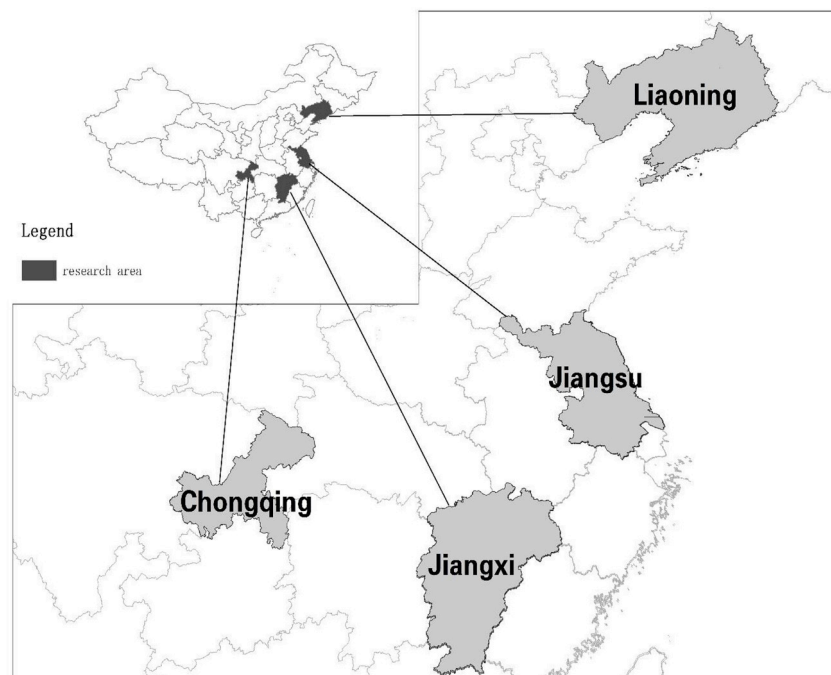 Liaoning
Legend
research area
Jiangsu
Chongqing
Jiangxi